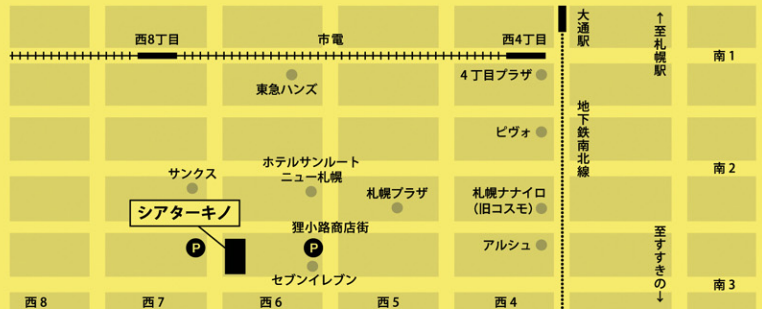 大通駅
←至札幌駅
西8丁目
市電
西4丁目
南1
東急ハンズ
4丁目プラザ
地下鉄南北線
ピヴォ
ホテルサンルート
ニュー札幌
南2
サンクス
札幌プラザ
札幌ナナイロ
(旧コスモ)
シアターキノ
狸小路商店街
至すすきの→
P
P
アルシュ
セブンイレブン
南3
西8
西7
西6
西5
西4